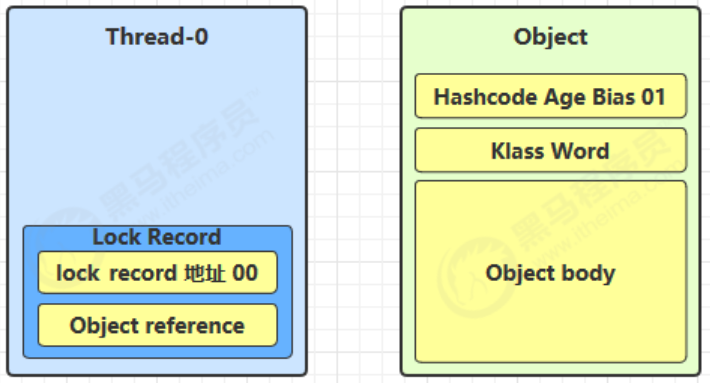 Thread-0
Lock Record
lock record 地址 00
Object reference
Object
Hashcode Age Bias 01
Klass Word
Object body
黑马程序员
www.itheima.com
黑马程序员
www.itheima.com